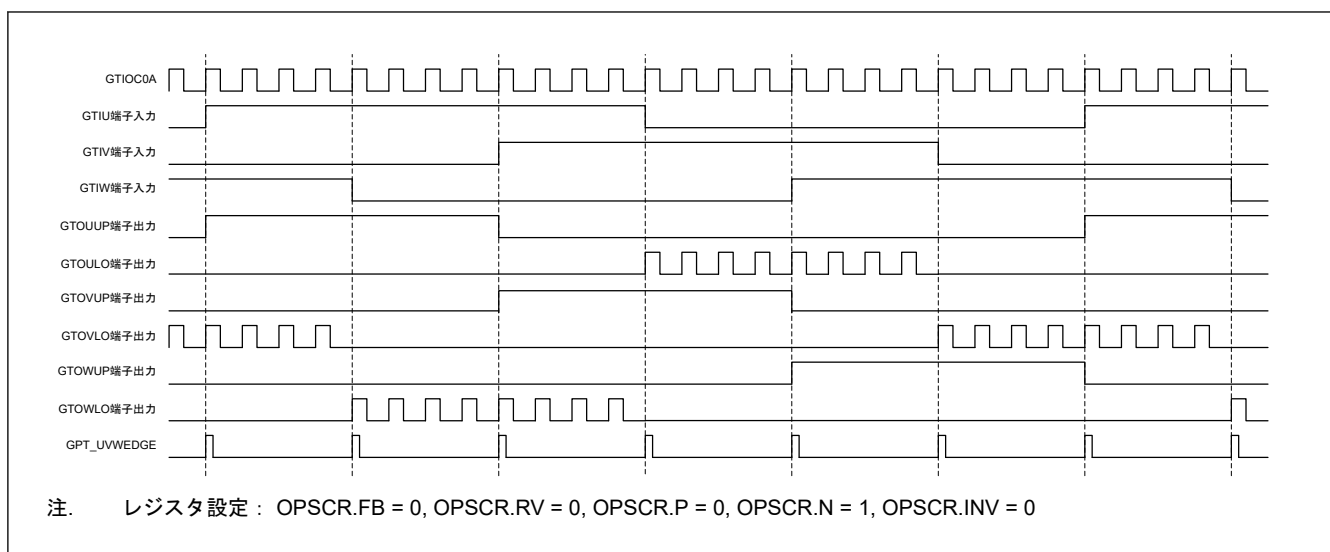 GTIOC0A
GTIU端子入力
GTIV端子入力
GTIW端子入力
GTOUUP端子出力
GTOULO端子出力
GTOVUP端子出力
GTOVLO端子出力
GTOWUP端子出力
GTOWLO端子出力
GPT_UVWEDGE
注. レジスタ設定 : OPSCR.FB = 0, OPSCR.RV = 0, OPSCR.P = 0, OPSCR.N = 1, OPSCR.INV = 0